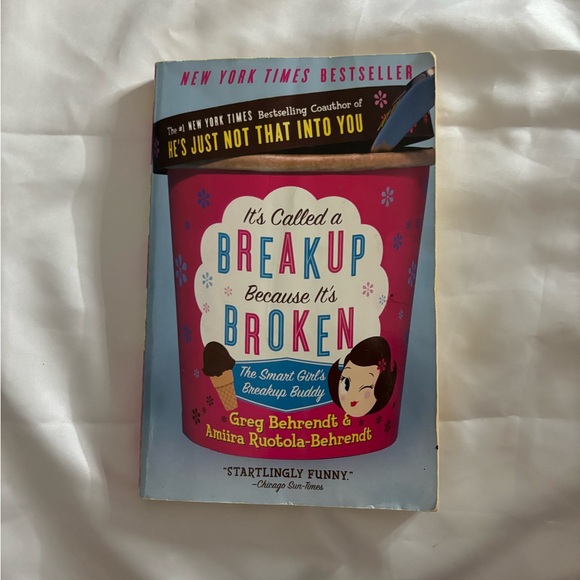 NEW YORK TIMES BESTSELLER
The #1 NEW YORK TIMES Bestselling Coauthor of
HE'S JUST NOT THAT INTO YOU
It's Called a
BREAKUP
Because It's
BROKEN
The Smart Girl's
Breakup Buddy
Greg Behrendt &
Amiira Ruotola-Behrendt
"STARTLINGLY FUNNY."
—Chicago Sun-Times